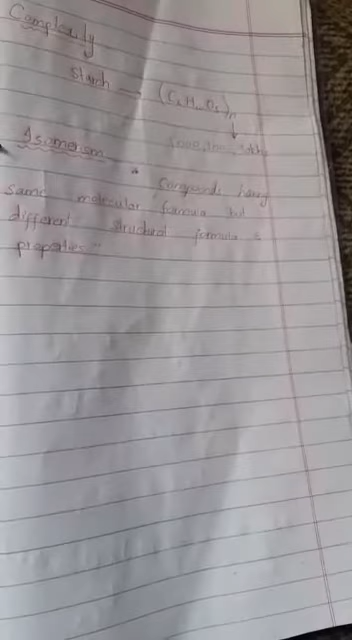 Complexity
Starch → (C₆H₁₀O₅)n
Isomerism
" Compounds having
same molecular formula but
different structural formula &
properties "